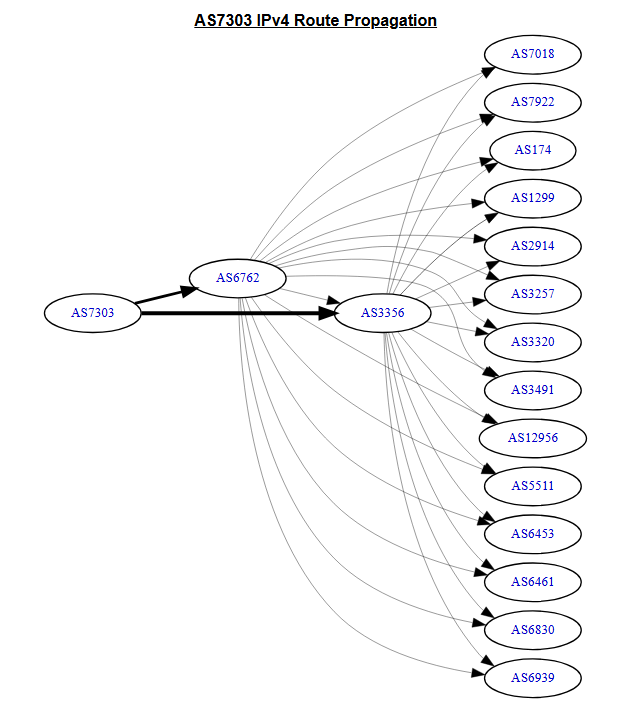 AS7303 IPv4 Route Propagation
AS7018
AS7922
AS174
AS1299
AS2914
AS6762
AS3257
AS7303
AS3356
AS3320
AS3491
AS12956
AS5511
AS6453
AS6461
AS6830
AS6939